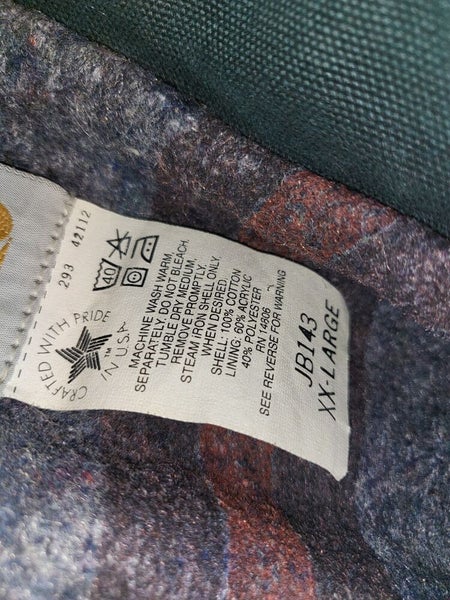 293 42112
40
CRAFTED WITH PRIDE
IN U.S.A.
TM
MACHINE WASH WARM
SEPARATELY. DO NOT BLEACH.
TUMBLE DRY MEDIUM.
REMOVE PROMPTLY.
STEAM IRON SHELL ONLY
WHEN DESIRED.
SHELL: 100% COTTON
LINING: 60% ACRYLIC
40% POLYESTER
RN 14806
SEE REVERSE FOR WARNING
JB143
XX-LARGE